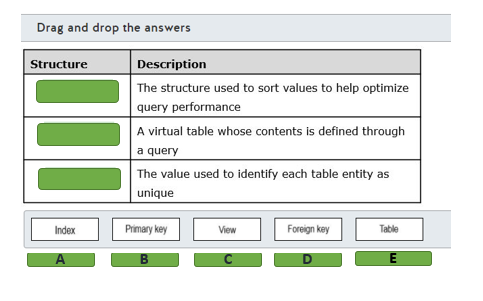 Drag and drop the answers
Structure Description
The structure used to sort values to help optimize
query performance
A virtual table whose contents is defined through
a query
The value used to identify each table entity as
unique
Index Primary key View Foreign key Table
A B C D E